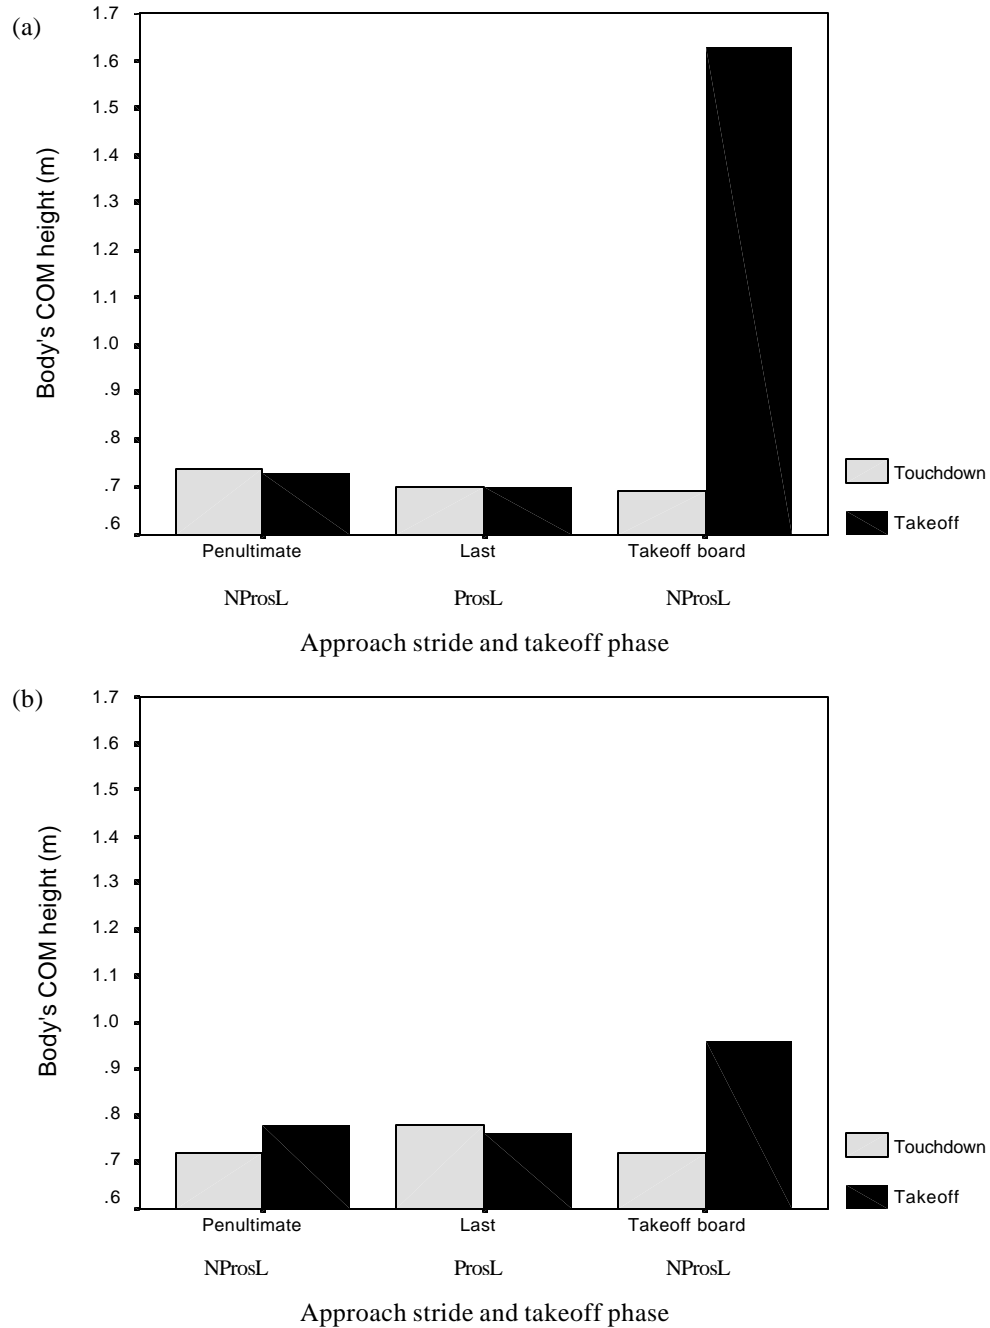 (a)
1.7
1.6
1.5
1.4
1.3
1.2
1.1
1.0
.9
.8
.7
.6
Body's COM height (m)
Touchdown
Takeoff
Penultimate Last Takeoff board
NProsL ProsL NProsL
Approach stride and takeoff phase
(b)
1.7
1.6
1.5
1.4
1.3
1.2
1.1
1.0
.9
.8
.7
.6
Body's COM height (m)
Touchdown
Takeoff
Penultimate Last Takeoff board
NProsL ProsL NProsL
Approach stride and takeoff phase